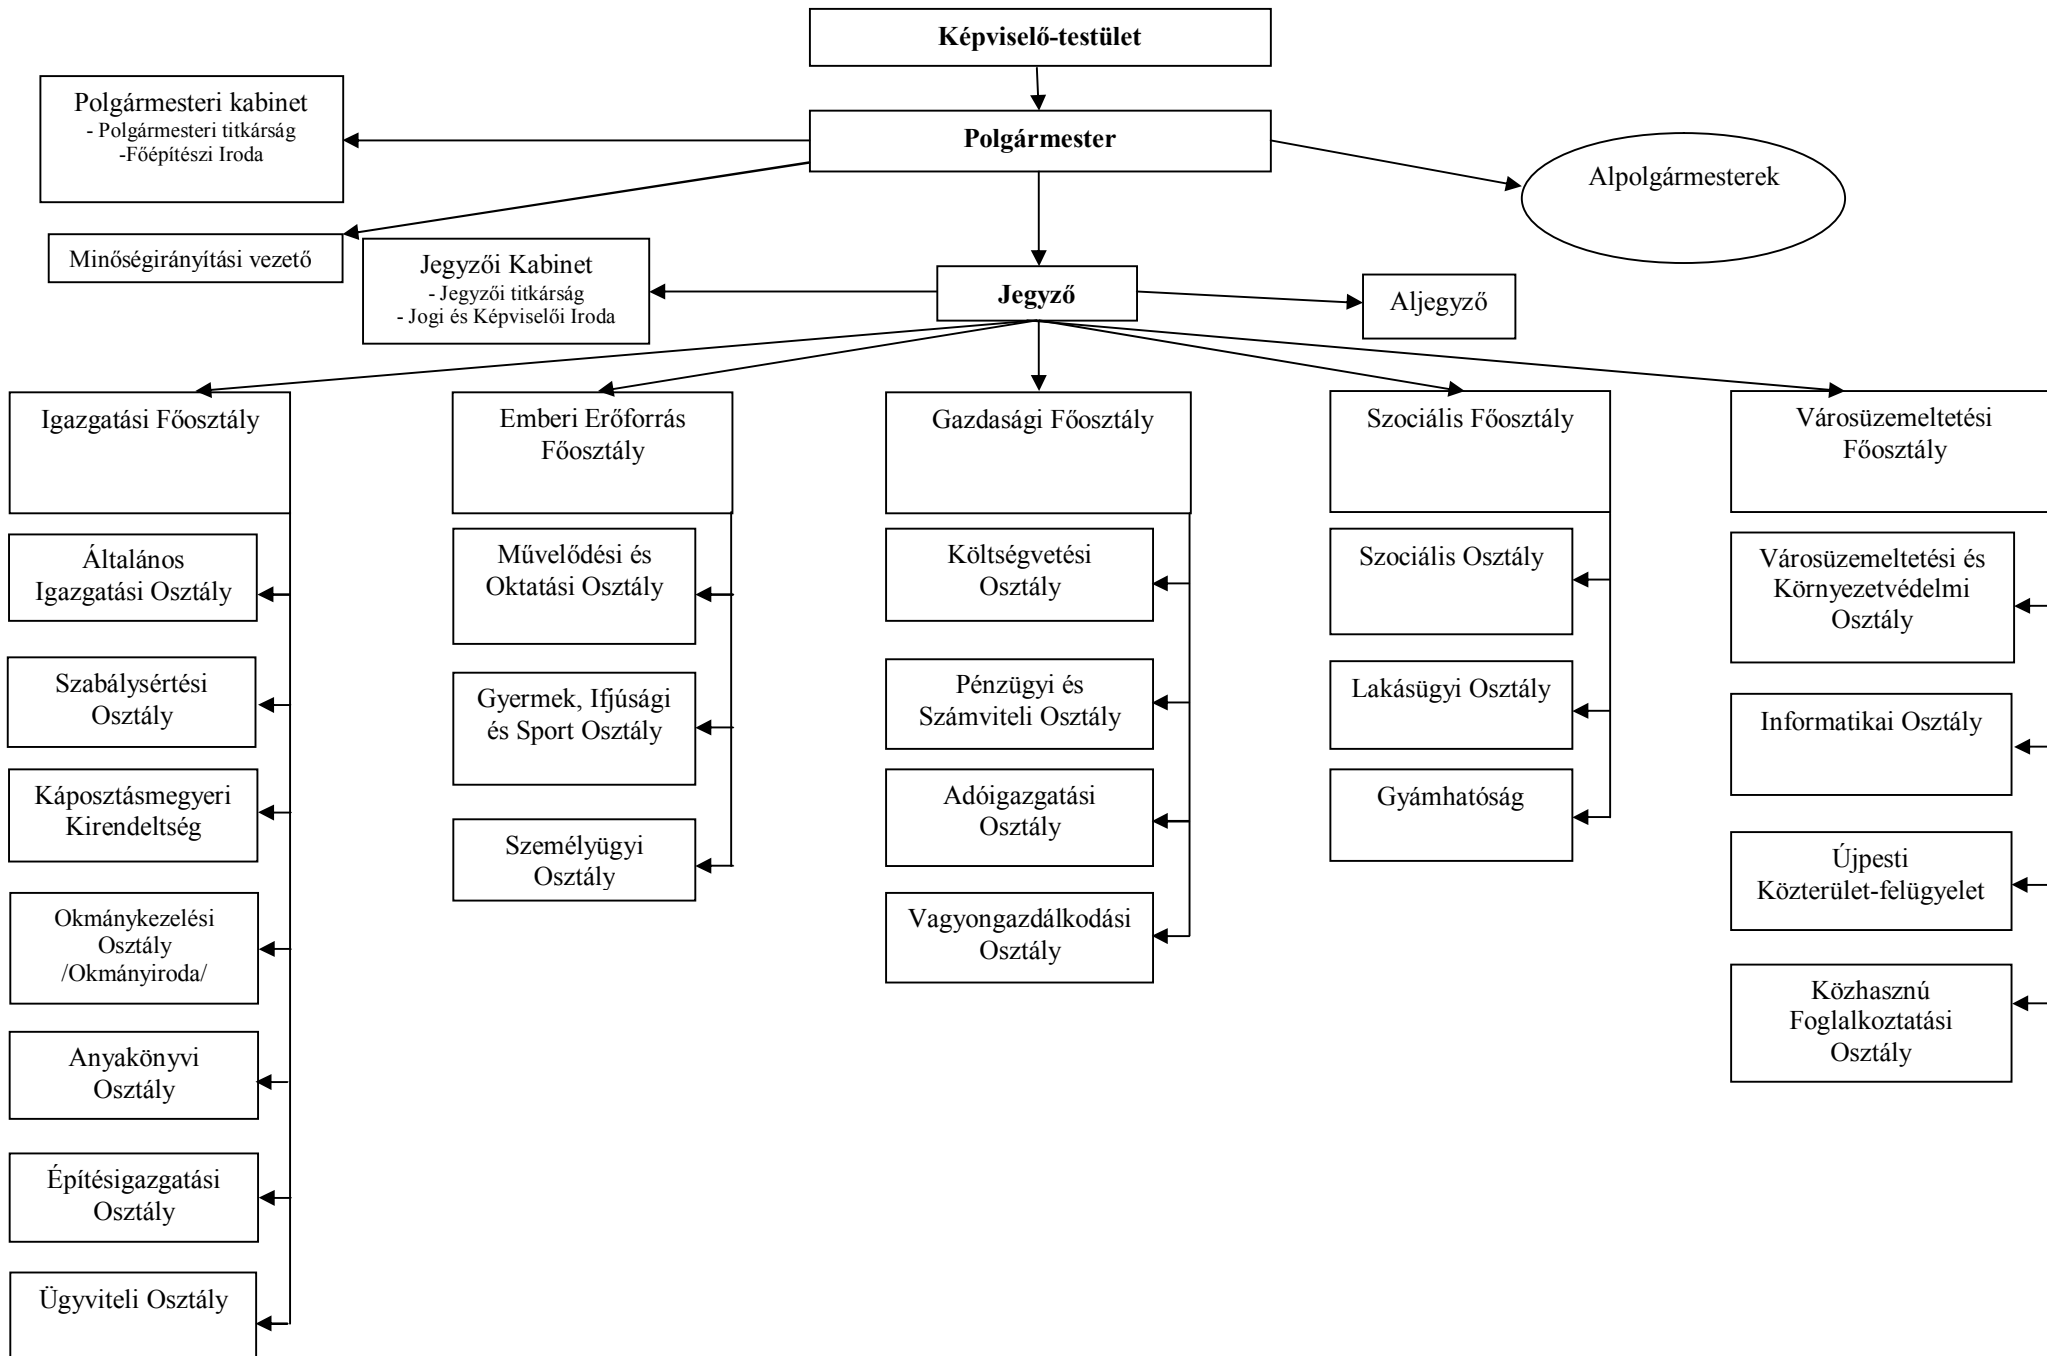 Képviselő-testület
Polgármesteri kabinet
- Polgármesteri titkárság
-Főépítészi Iroda
Polgármester
Alpolgármesterek
Minőségirányítási vezető
Jegyzői Kabinet
- Jegyzői titkárság
- Jogi és Képviselői Iroda
Jegyző
Aljegyző
Igazgatási Főosztály
Emberi Erőforrás
Főosztály
Gazdasági Főosztály
Szociális Főosztály
Városüzemeltetési
Főosztály
Általános
Igazgatási Osztály
Szabálysértési
Osztály
Káposztásmegyeri
Kirendeltség
Okmánykezelési
Osztály
/Okmányiroda/
Anyakönyvi
Osztály
Építésigazgatási
Osztály
Ügyviteli Osztály
Művelődési és
Oktatási Osztály
Gyermek, Ifjúsági
és Sport Osztály
Személyügyi
Osztály
Költségvetési
Osztály
Pénzügyi és
Számviteli Osztály
Adóigazgatási
Osztály
Vagyongazdálkodási
Osztály
Szociális Osztály
Lakásügyi Osztály
Gyámhatóság
Városüzemeltetési és
Környezetvédelmi
Osztály
Informatikai Osztály
Újpesti
Közterület-felügyelet
Közhasznú
Foglalkoztatási
Osztály